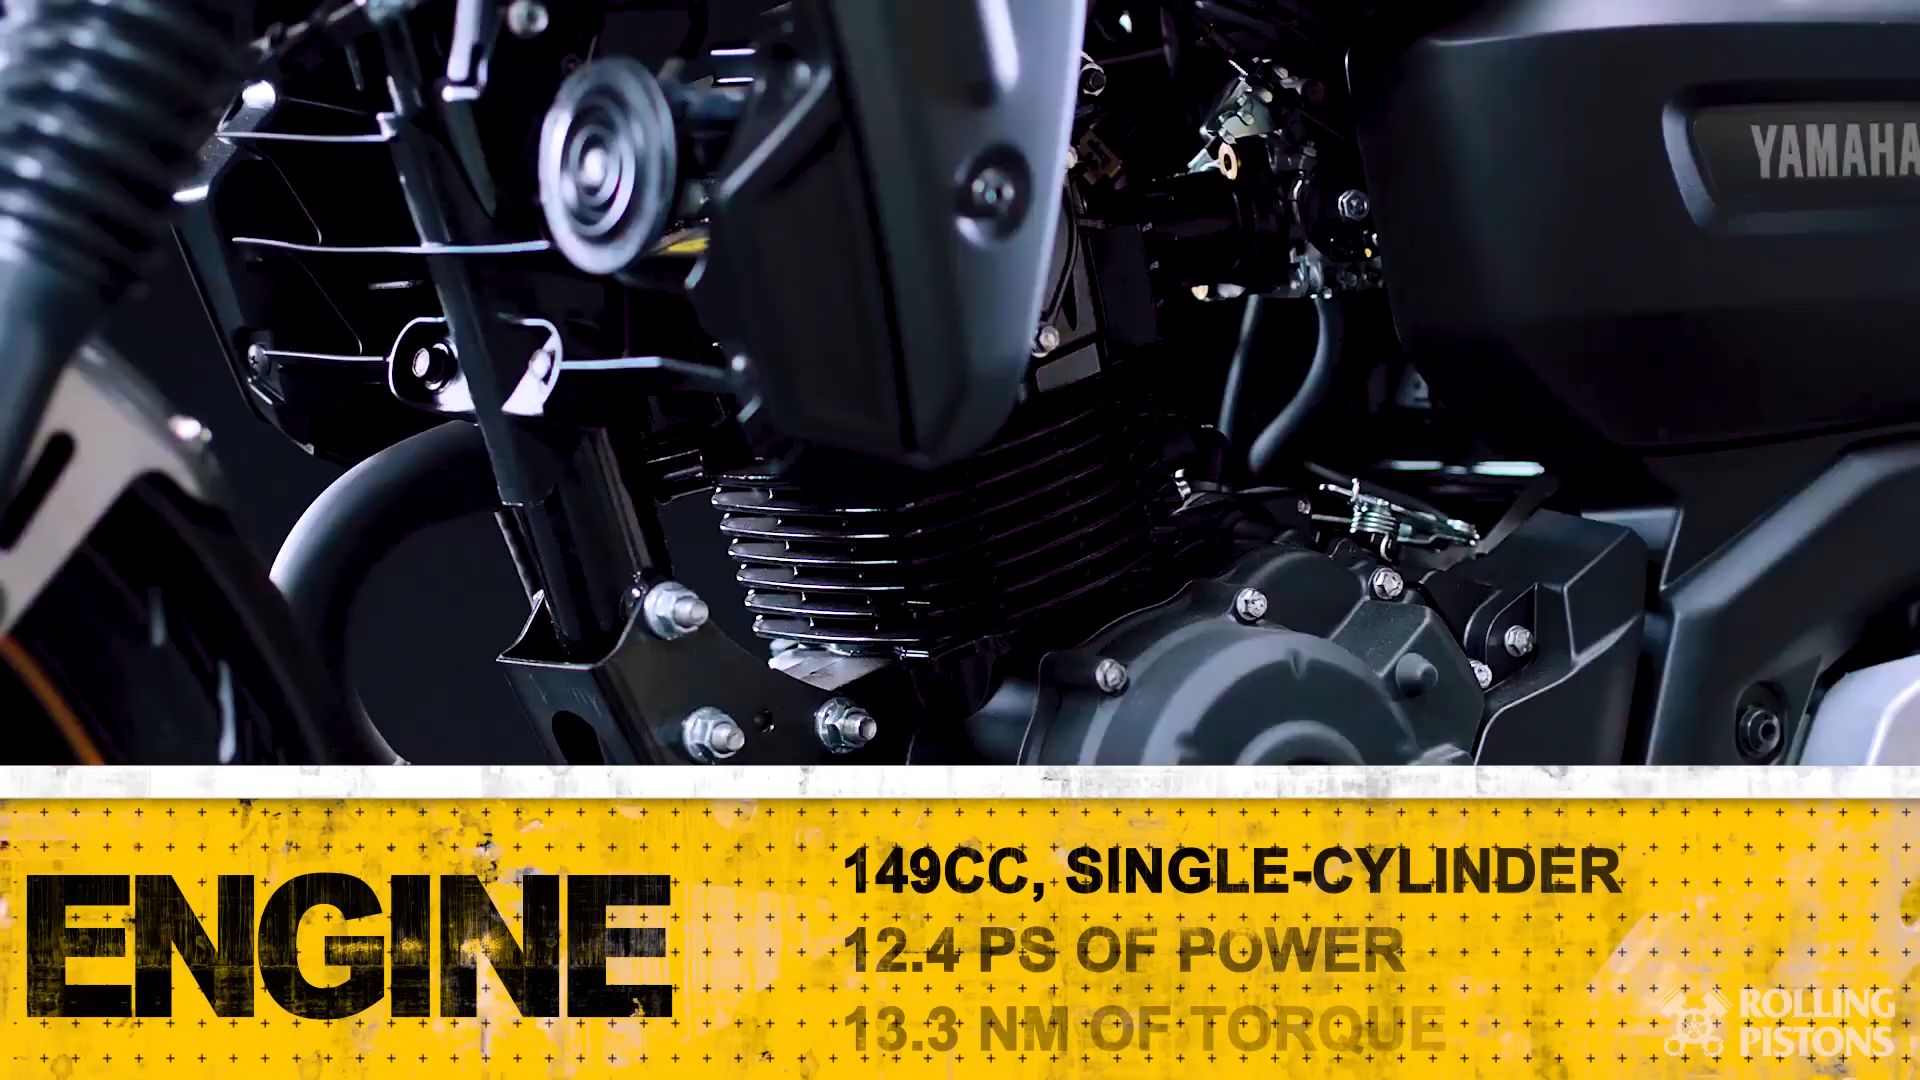 YAMAHA
ENGINE
149CC, SINGLE-CYLINDER
12.4 PS OF POWER
13.3 NM OF TORQUE
ROLLING
PISTONS